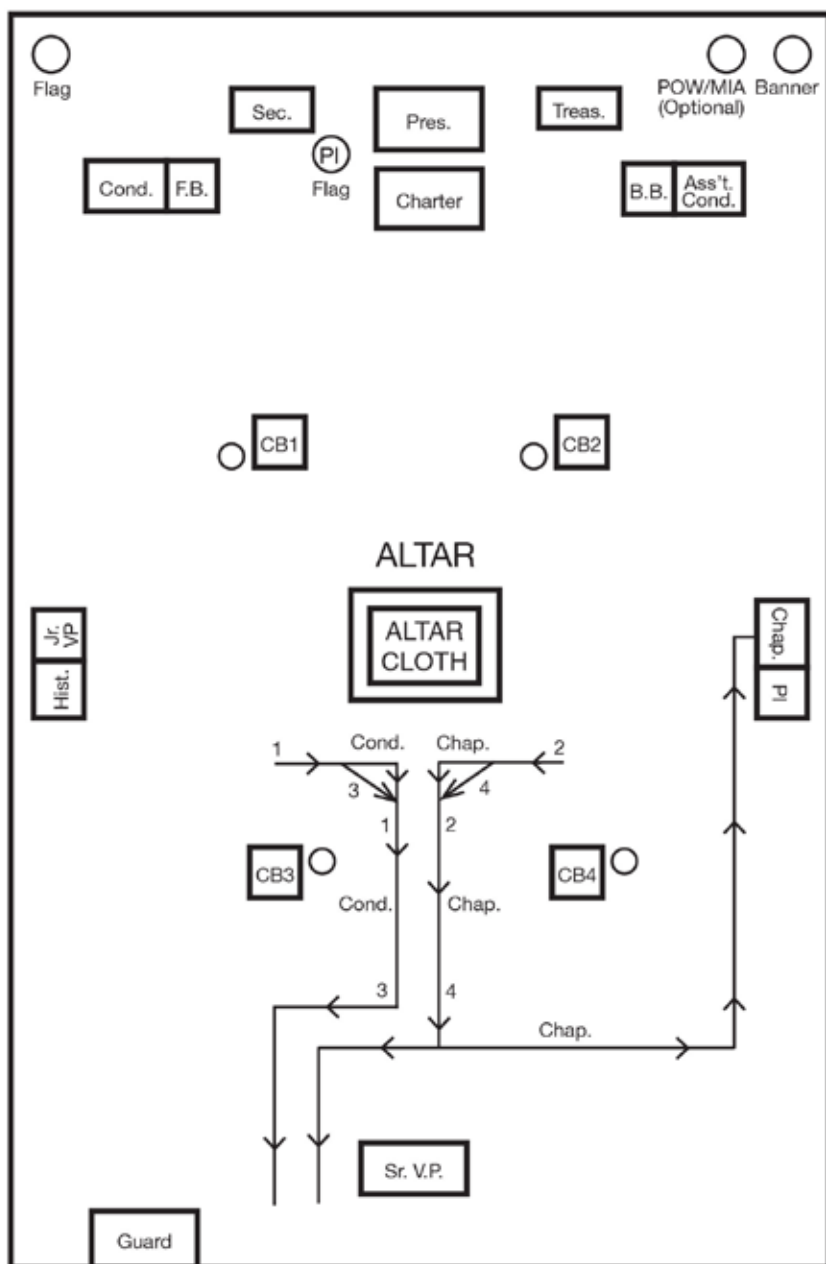 Flag
POW/MIA
(Optional)
Banner
Sec.
Pres.
Treas.
PI
Flag
Cond.
F.B.
Charter
B.B.
Ass't.
Cond.
CB1
CB2
ALTAR
ALTAR
CLOTH
Jr.
VP
Hist.
Chap.
PI
1
Cond.
Chap.
2
3
4
1
2
CB3
CB4
Cond.
Chap.
3
4
Chap.
Sr. V.P.
Guard